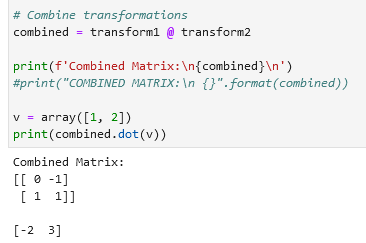 # Combine transformations
combined = transform1 @ transform2
print(f'Combined Matrix:\n{combined}\n')
#print("COMBINED MATRIX:\n {}".format(combined))
v = array([1, 2])
print(combined.dot(v))
Combined Matrix:
[[ 0 -1]
 [ 1  1]]
[-2  3]